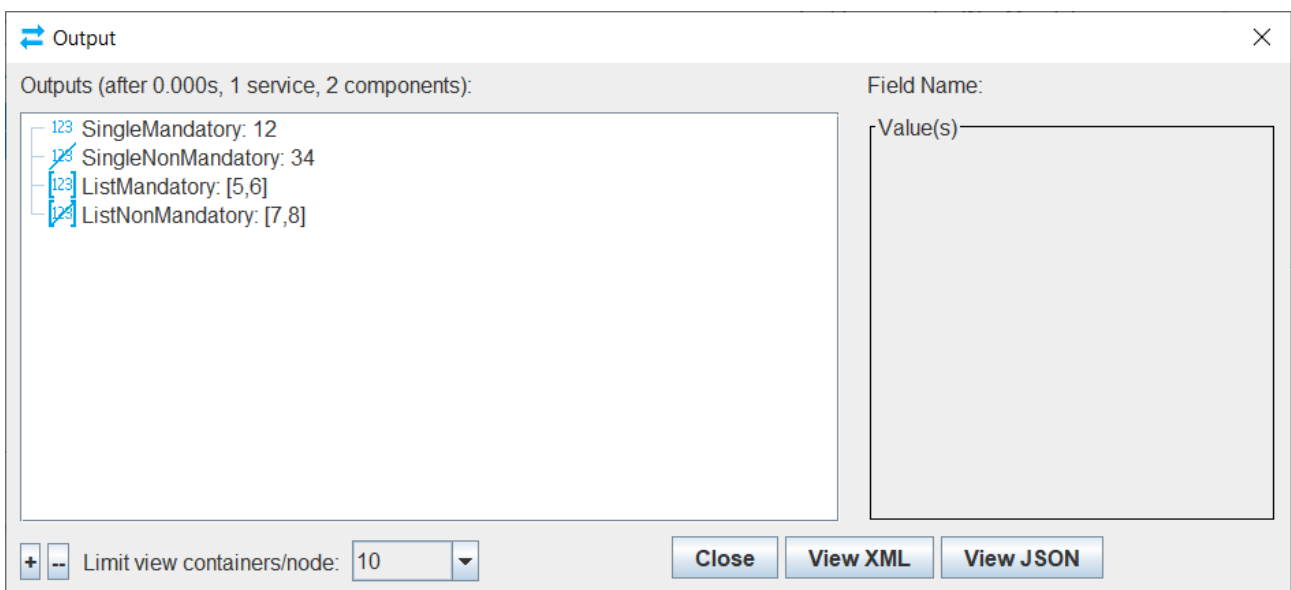 Output
Outputs (after 0.000s, 1 service, 2 components):
Field Name:
123 SingleMandatory: 12
123 SingleNonMandatory: 34
[123] ListMandatory: [5,6]
[123] ListNonMandatory: [7,8]
Value(s)
+ -- Limit view containers/node: 10
Close View XML View JSON